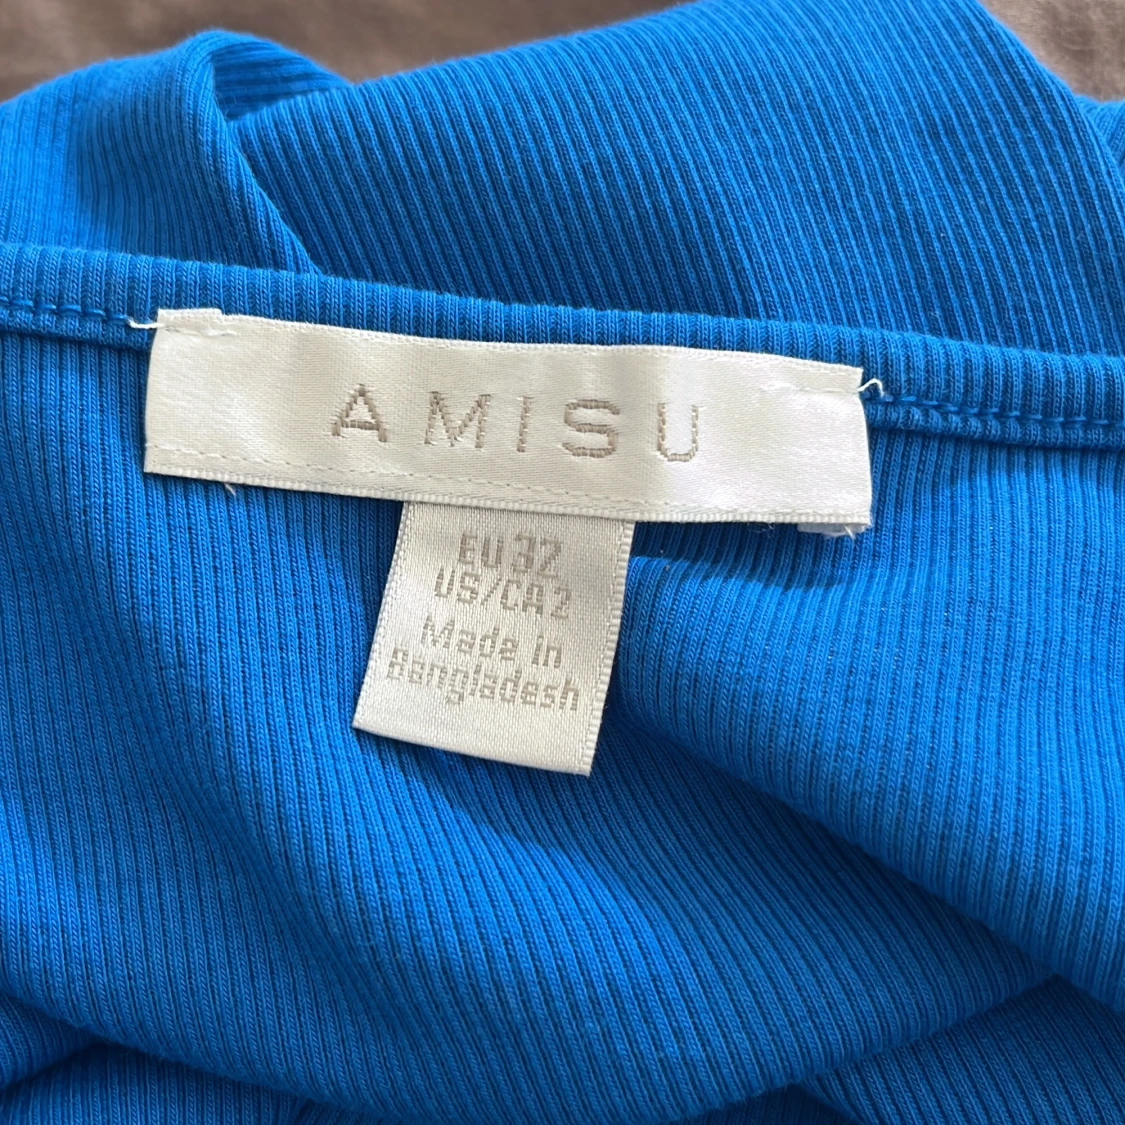 AMISU
EU 32
US/CA 2
Made in
Bangladesh